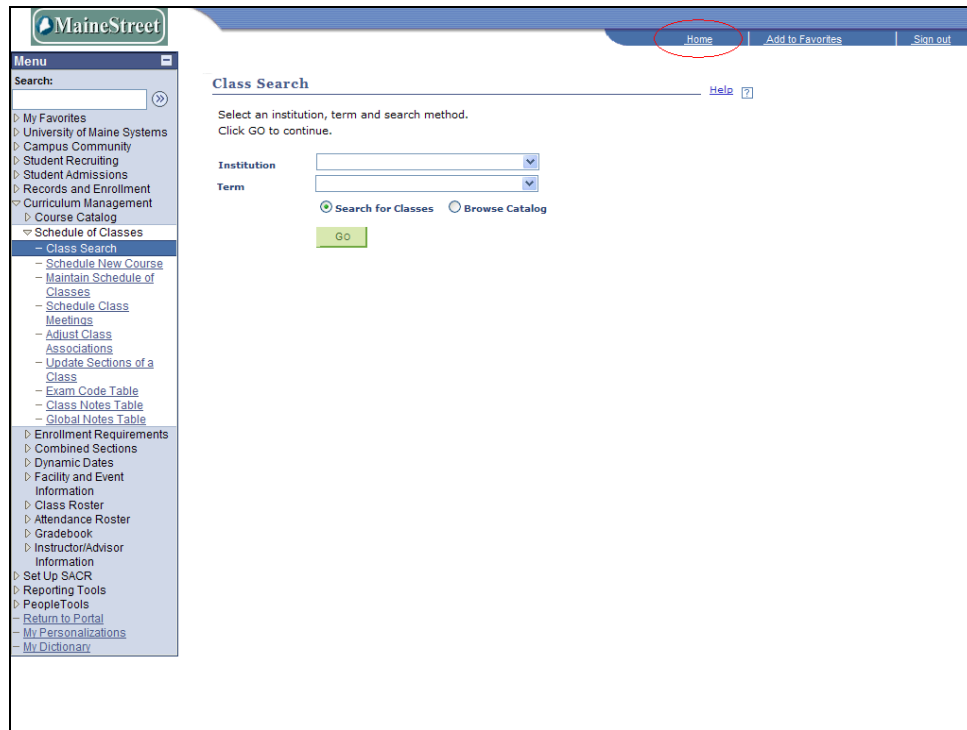 MaineStreet
Home
Add to Favorites
Sign out
Menu
Search:
My Favorites
University of Maine Systems
Campus Community
Student Recruiting
Student Admissions
Records and Enrollment
Curriculum Management
Course Catalog
Schedule of Classes
– Class Search
– Schedule New Course
– Maintain Schedule of
Classes
– Schedule Class
Meetings
– Adjust Class
Associations
– Update Sections of a
Class
– Exam Code Table
– Class Notes Table
– Global Notes Table
Enrollment Requirements
Combined Sections
Dynamic Dates
Facility and Event
Information
Class Roster
Attendance Roster
Gradebook
Instructor/Advisor
Information
Set Up SACR
Reporting Tools
PeopleTools
– Return to Portal
– My Personalizations
– My Dictionary
Class Search
Help ?
Select an institution, term and search method.
Click GO to continue.
Institution
Term
Search for Classes Browse Catalog
GO